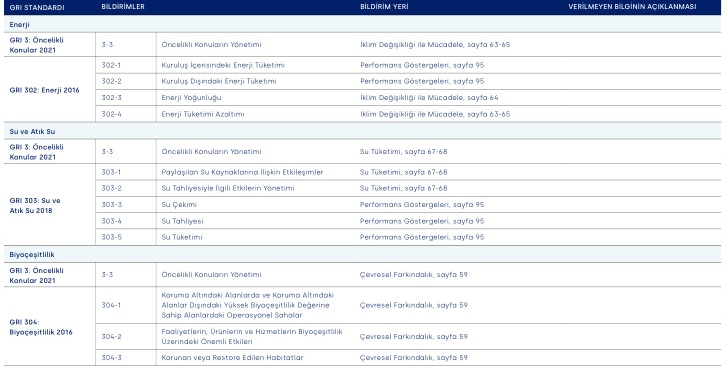 GRI STANDARDI BİLDİRİMLER BİLDİRİM YERİ VERİLMEYEN BİLGİNİN AÇIKLAMASI
Enerji
GRI 3: Öncelikli
Konular 2021
3-3 Öncelikli Konuların Yönetimi İklim Değişikliği ile Mücadele, sayfa 63-65
GRI 302: Enerji 2016
302-1 Kuruluş İçerisindeki Enerji Tüketimi Performans Göstergeleri, sayfa 95
302-2 Kuruluş Dışındaki Enerji Tüketimi Performans Göstergeleri, sayfa 95
302-3 Enerji Yoğunluğu İklim Değişikliği ile Mücadele, sayfa 64
302-4 Enerji Tüketimi Azaltımı İklim Değişikliği ile Mücadele, sayfa 63-65
Su ve Atık Su
GRI 3: Öncelikli
Konular 2021
3-3 Öncelikli Konuların Yönetimi Su Tüketimi, sayfa 67-68
GRI 303: Su ve
Atık Su 2018
303-1 Paylaşılan Su Kaynaklarına İlişkin Etkileşimler Su Tüketimi, sayfa 67-68
303-2 Su Tahliyesiyle İlgili Etkilerin Yönetimi Su Tüketimi, sayfa 67-68
303-3 Su Çekimi Performans Göstergeleri, sayfa 95
303-4 Su Tahliyesi Performans Göstergeleri, sayfa 95
303-5 Su Tüketimi Performans Göstergeleri, sayfa 95
Biyoçeşitlilik
GRI 3: Öncelikli
Konular 2021
3-3 Öncelikli Konuların Yönetimi Çevresel Farkındalık, sayfa 59
GRI 304:
Biyoçeşitlilik 2016
304-1 Koruma Altındaki Alanlarda ve Koruma Altındaki
Alanlar Dışındaki Yüksek Biyoçeşitlilik Değerine
Sahip Alanlardaki Operasyonel Sahalar
Çevresel Farkındalık, sayfa 59
304-2 Faaliyetlerin, Ürünlerin ve Hizmetlerin Biyoçeşitlilik
Üzerindeki Önemli Etkileri
Çevresel Farkındalık, sayfa 59
304-3 Korunan veya Restore Edilen Habitatlar Çevresel Farkındalık, sayfa 59